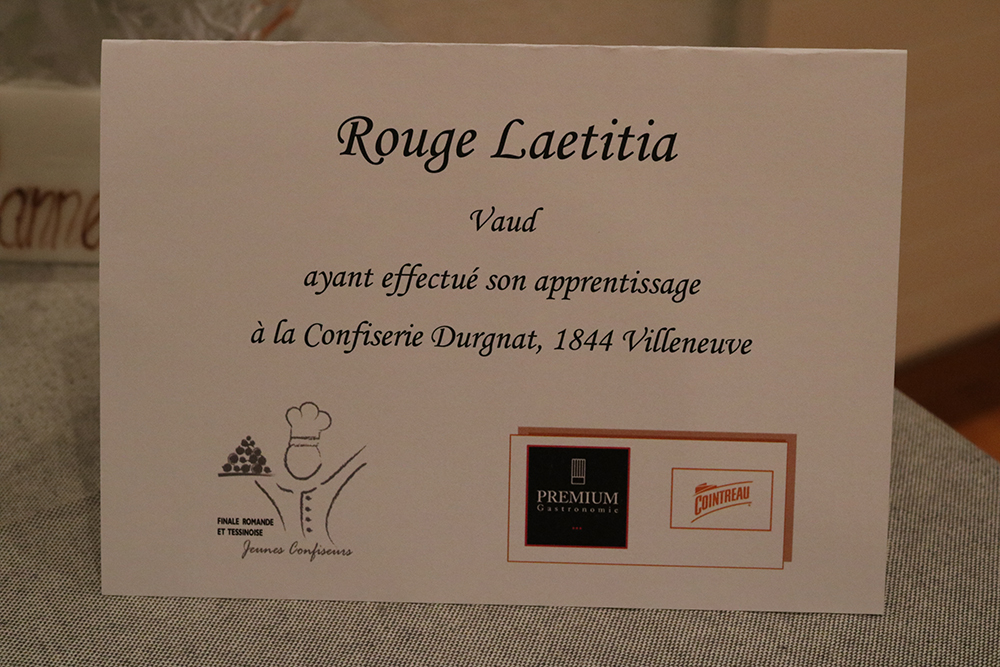 Rouge Laetitia
Vaud
ayant effectué son apprentissage
à la Confiserie Durgnat, 1844 Villeneuve
FINALE ROMANDE
ET TESSINOISE
Jeunes Confiseurs
PREMIUM
Gastronomie
COINTREAU
anne